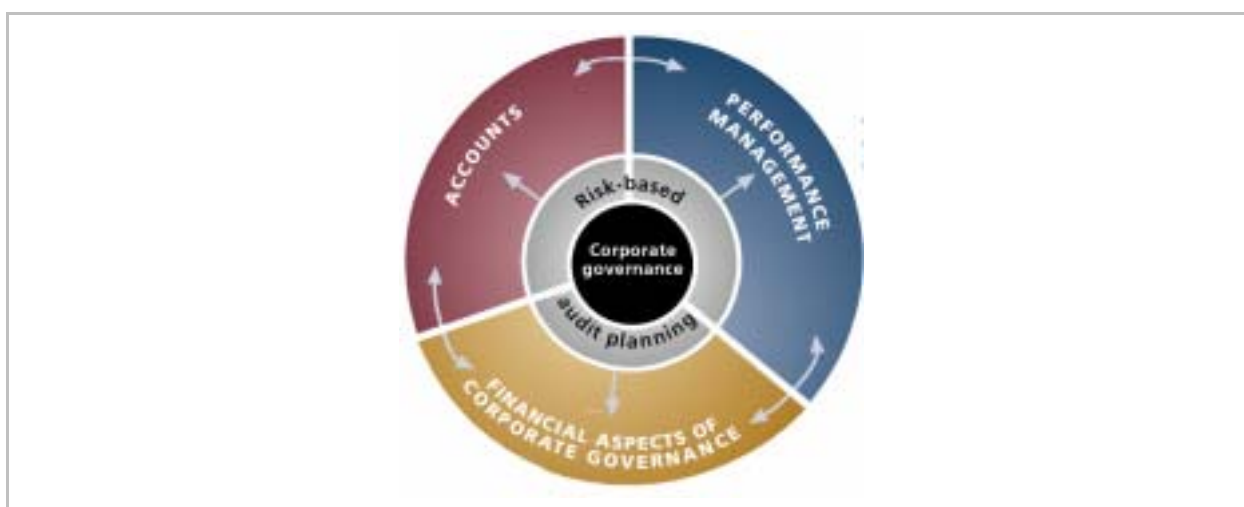 ACCOUNTS
PERFORMANCE
MANAGEMENT
Risk-based
Corporate
governance
audit planning
FINANCIAL ASPECTS OF
CORPORATE GOVERNANCE